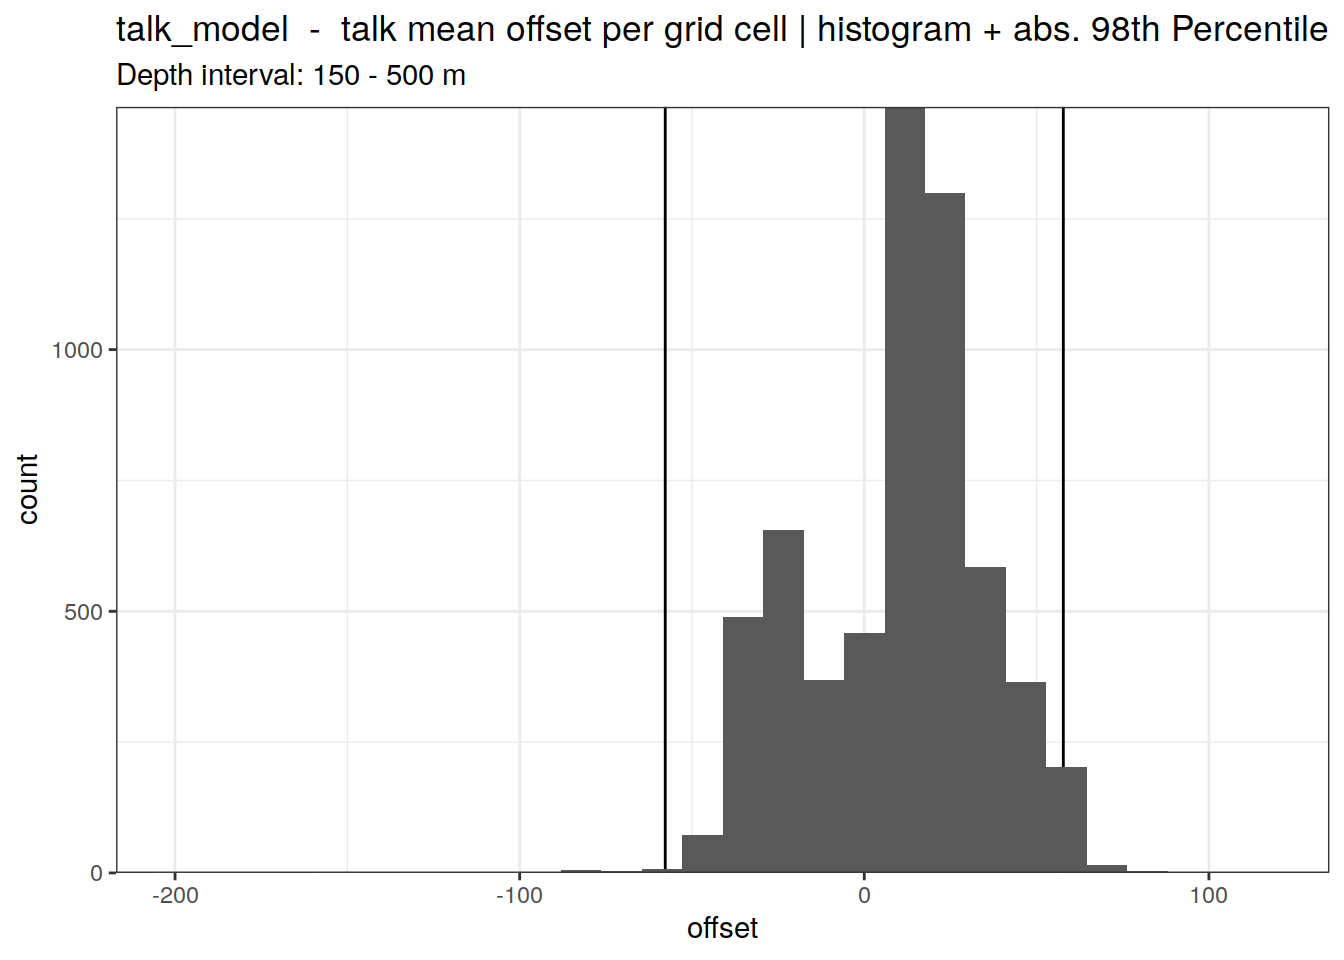 talk_model  -  talk mean offset per grid cell | histogram + abs. 98th Percentile
Depth interval: 150 - 500 m
1000
500
0
count
-200
-100
0
100
offset